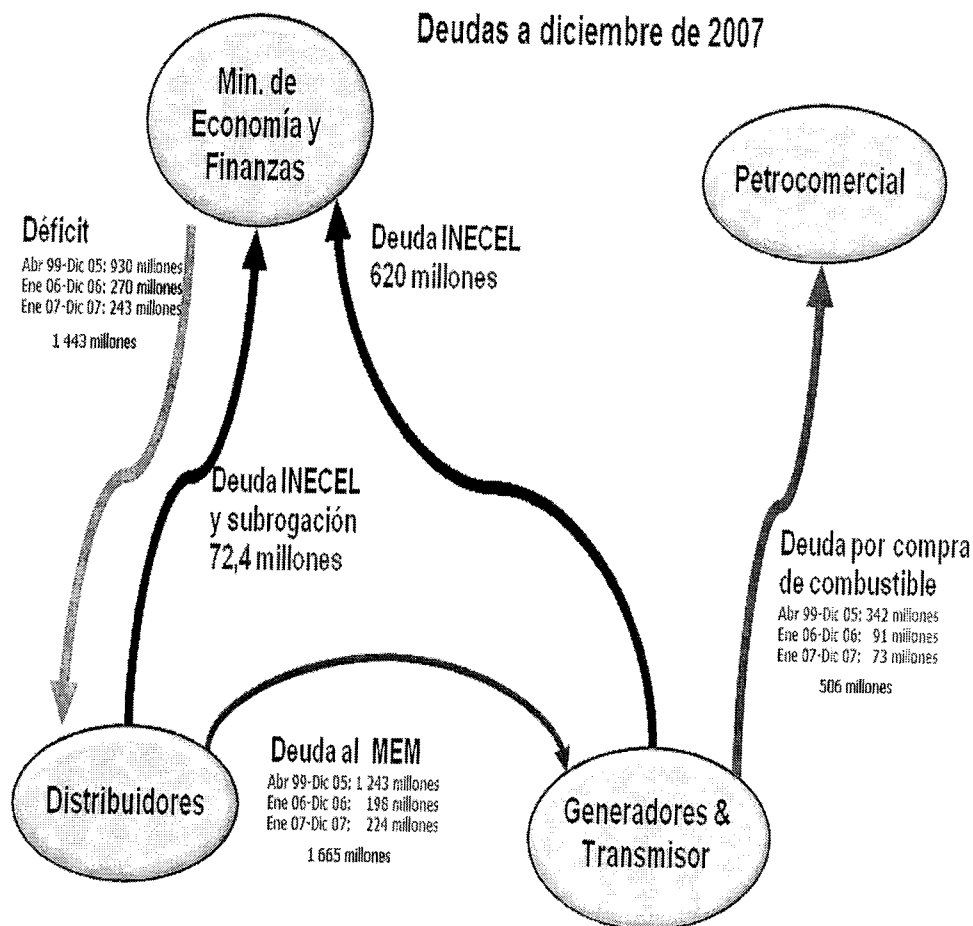 Deudas a diciembre de 2007
Min. de
Economía y
Finanzas
Petrocomercial
Déficit
Abr 99-Dic 05: 930 millones
Ene 06-Dic 06: 270 millones
Ene 07-Dic 07: 243 millones
1 443 millones
Deuda INECEL
620 millones
Deuda INECEL
y subrogación
72,4 millones
Deuda por compra
de combustible
Abr 99-Dic 05: 342 millones
Ene 06-Dic 06: 91 millones
Ene 07-Dic 07: 73 millones
506 millones
Distribuidores
Deuda al MEM
Abr 99-Dic 05: 1 243 millones
Ene 06-Dic 06: 198 millones
Ene 07-Dic 07: 224 millones
1 665 millones
Generadores &
Transmisor